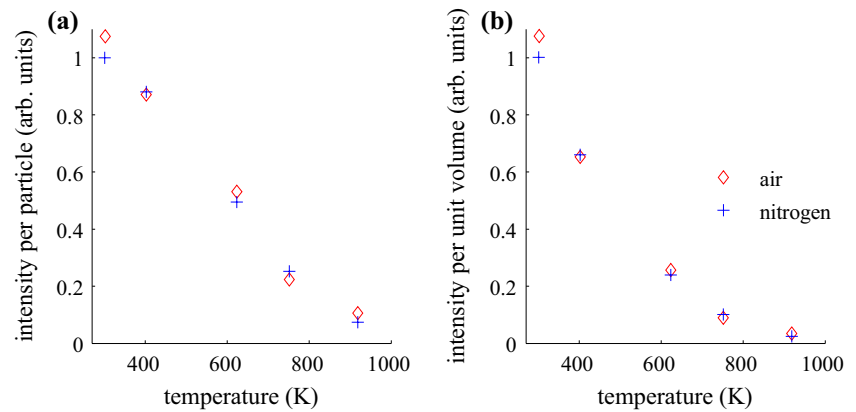 (a)
intensity per particle (arb. units)
1
0.8
0.6
0.4
0.2
0
400
600
800
1000
temperature (K)
(b)
intensity per unit volume (arb. units)
1
0.8
0.6
0.4
0.2
0
400
600
800
1000
temperature (K)
air
nitrogen